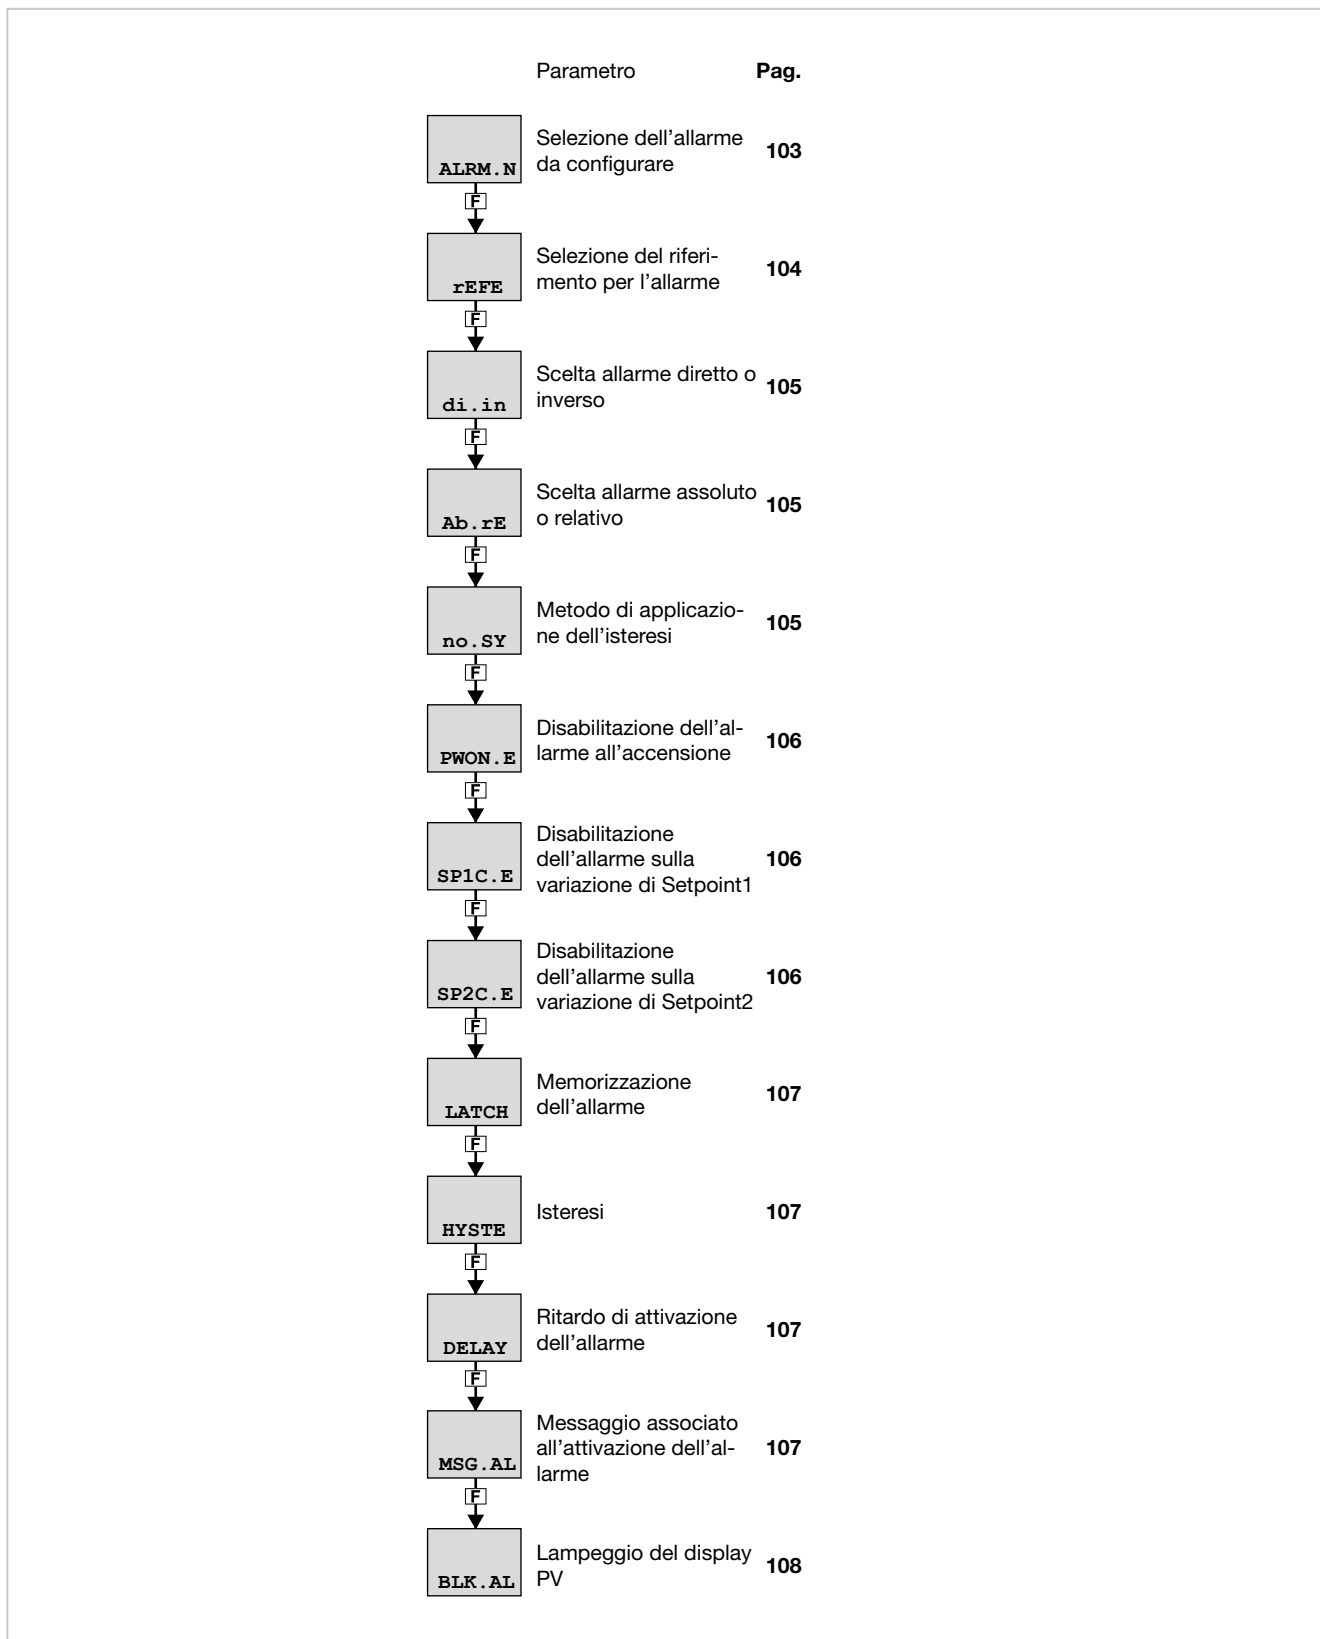 Parametro Pag.
Selezione dell'allarme
da configurare
103
ALRM.N
F
Selezione del riferi-
mento per l'allarme
104
rEFE
F
Scelta allarme diretto o
inverso
105
di.in
F
Scelta allarme assoluto
o relativo
105
Ab.rE
F
Metodo di applicazio-
ne dell'isteresi
105
no.SY
F
Disabilitazione dell'al-
larme all'accensione
106
PWON.E
F
Disabilitazione
dell'allarme sulla
variazione di Setpoint1
106
SP1C.E
F
Disabilitazione
dell'allarme sulla
variazione di Setpoint2
106
SP2C.E
F
Memorizzazione
dell'allarme
107
LATCH
F
Isteresi
107
HYSTE
F
Ritardo di attivazione
dell'allarme
107
DELAY
F
Messaggio associato
all'attivazione dell'al-
larme
107
MSG.AL
F
Lampeggio del display
PV
108
BLK.AL